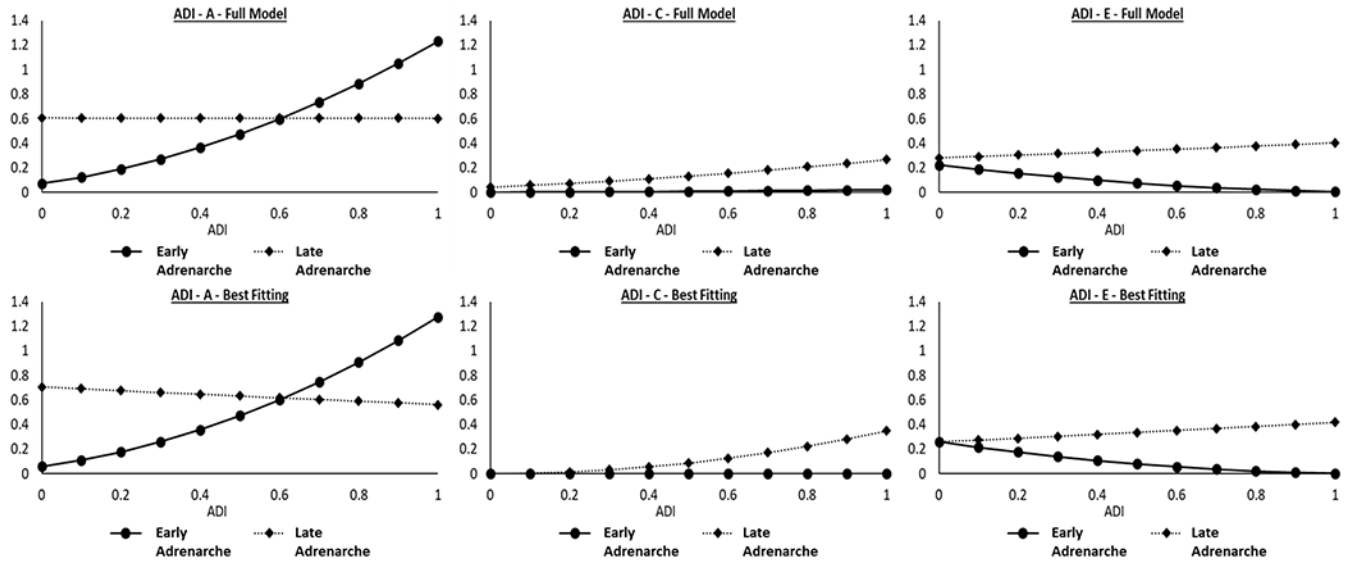 ADI - A - Full Model
1.4
1.2
1
0.8
0.6
0.4
0.2
0
0 0.2 0.4 0.6 0.8 1
ADI
Early Adrenarche
Late Adrenarche
ADI - C - Full Model
1.4
1.2
1
0.8
0.6
0.4
0.2
0
0 0.2 0.4 0.6 0.8 1
ADI
Early Adrenarche
Late Adrenarche
ADI - E - Full Model
1.4
1.2
1
0.8
0.6
0.4
0.2
0
0 0.2 0.4 0.6 0.8 1
ADI
Early Adrenarche
Late Adrenarche
ADI - A - Best Fitting
1.4
1.2
1
0.8
0.6
0.4
0.2
0
0 0.2 0.4 0.6 0.8 1
ADI
Early Adrenarche
Late Adrenarche
ADI - C - Best Fitting
1.4
1.2
1
0.8
0.6
0.4
0.2
0
0 0.2 0.4 0.6 0.8 1
ADI
Early Adrenarche
Late Adrenarche
ADI - E - Best Fitting
1.4
1.2
1
0.8
0.6
0.4
0.2
0
0 0.2 0.4 0.6 0.8 1
ADI
Early Adrenarche
Late Adrenarche